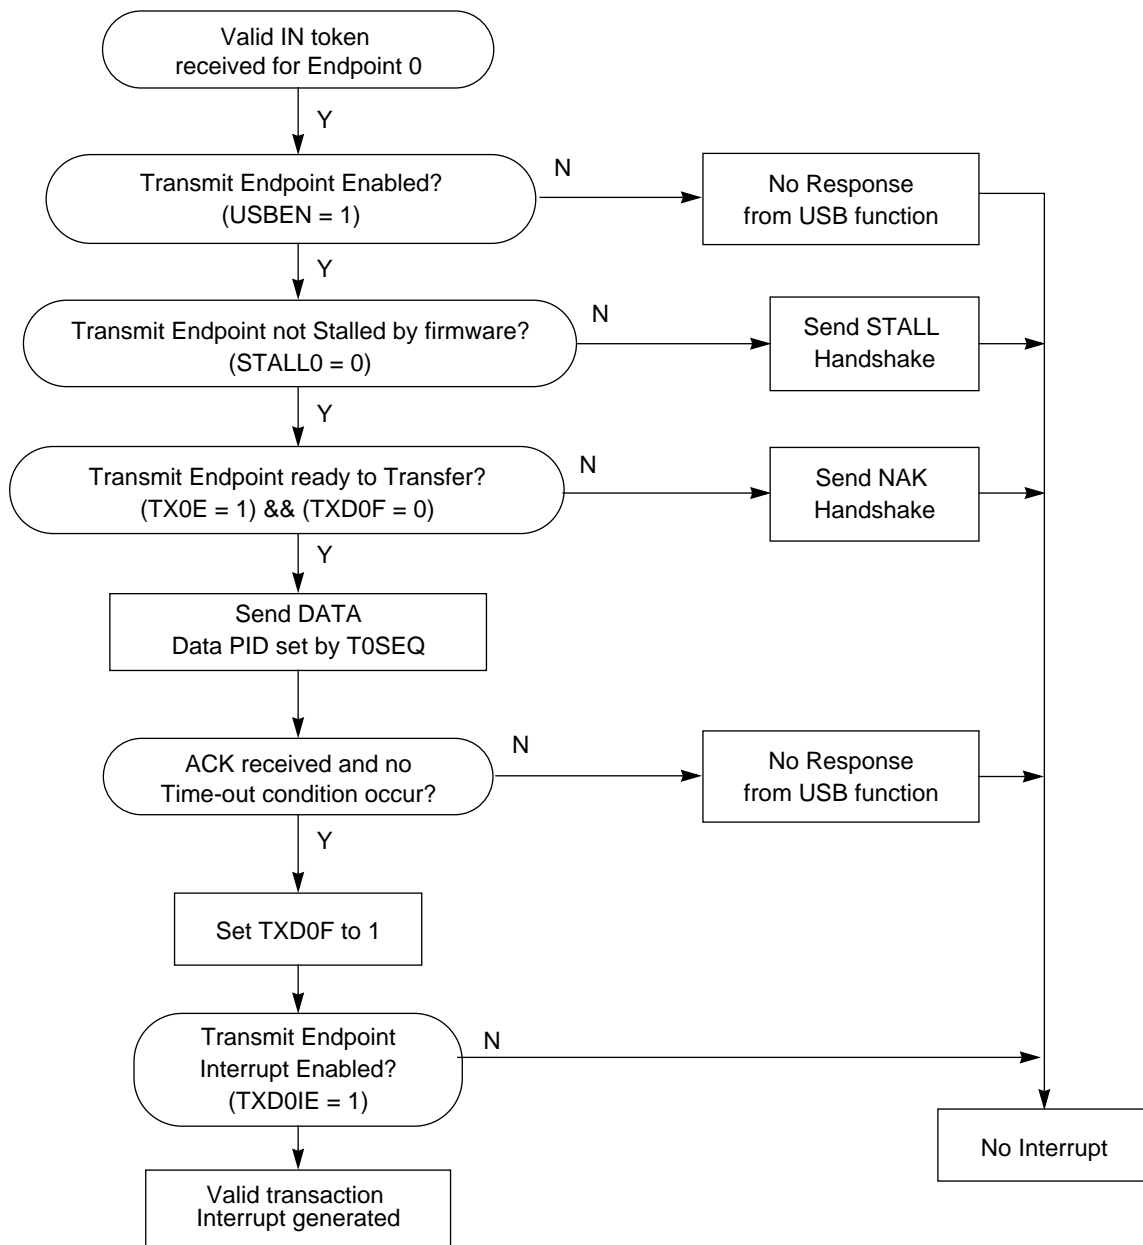 Valid IN token
received for Endpoint 0
Y
Transmit Endpoint Enabled?
(USBEN = 1)
N
No Response
from USB function
Y
Transmit Endpoint not Stalled by firmware?
(STALL0 = 0)
N
Send STALL
Handshake
Y
Transmit Endpoint ready to Transfer?
(TX0E = 1) && (TXD0F = 0)
N
Send NAK
Handshake
Y
Send DATA
Data PID set by T0SEQ
ACK received and no
Time-out condition occur?
N
No Response
from USB function
Y
Set TXD0F to 1
Transmit Endpoint
Interrupt Enabled?
(TXD0IE = 1)
N
No Interrupt
Valid transaction
Interrupt generated